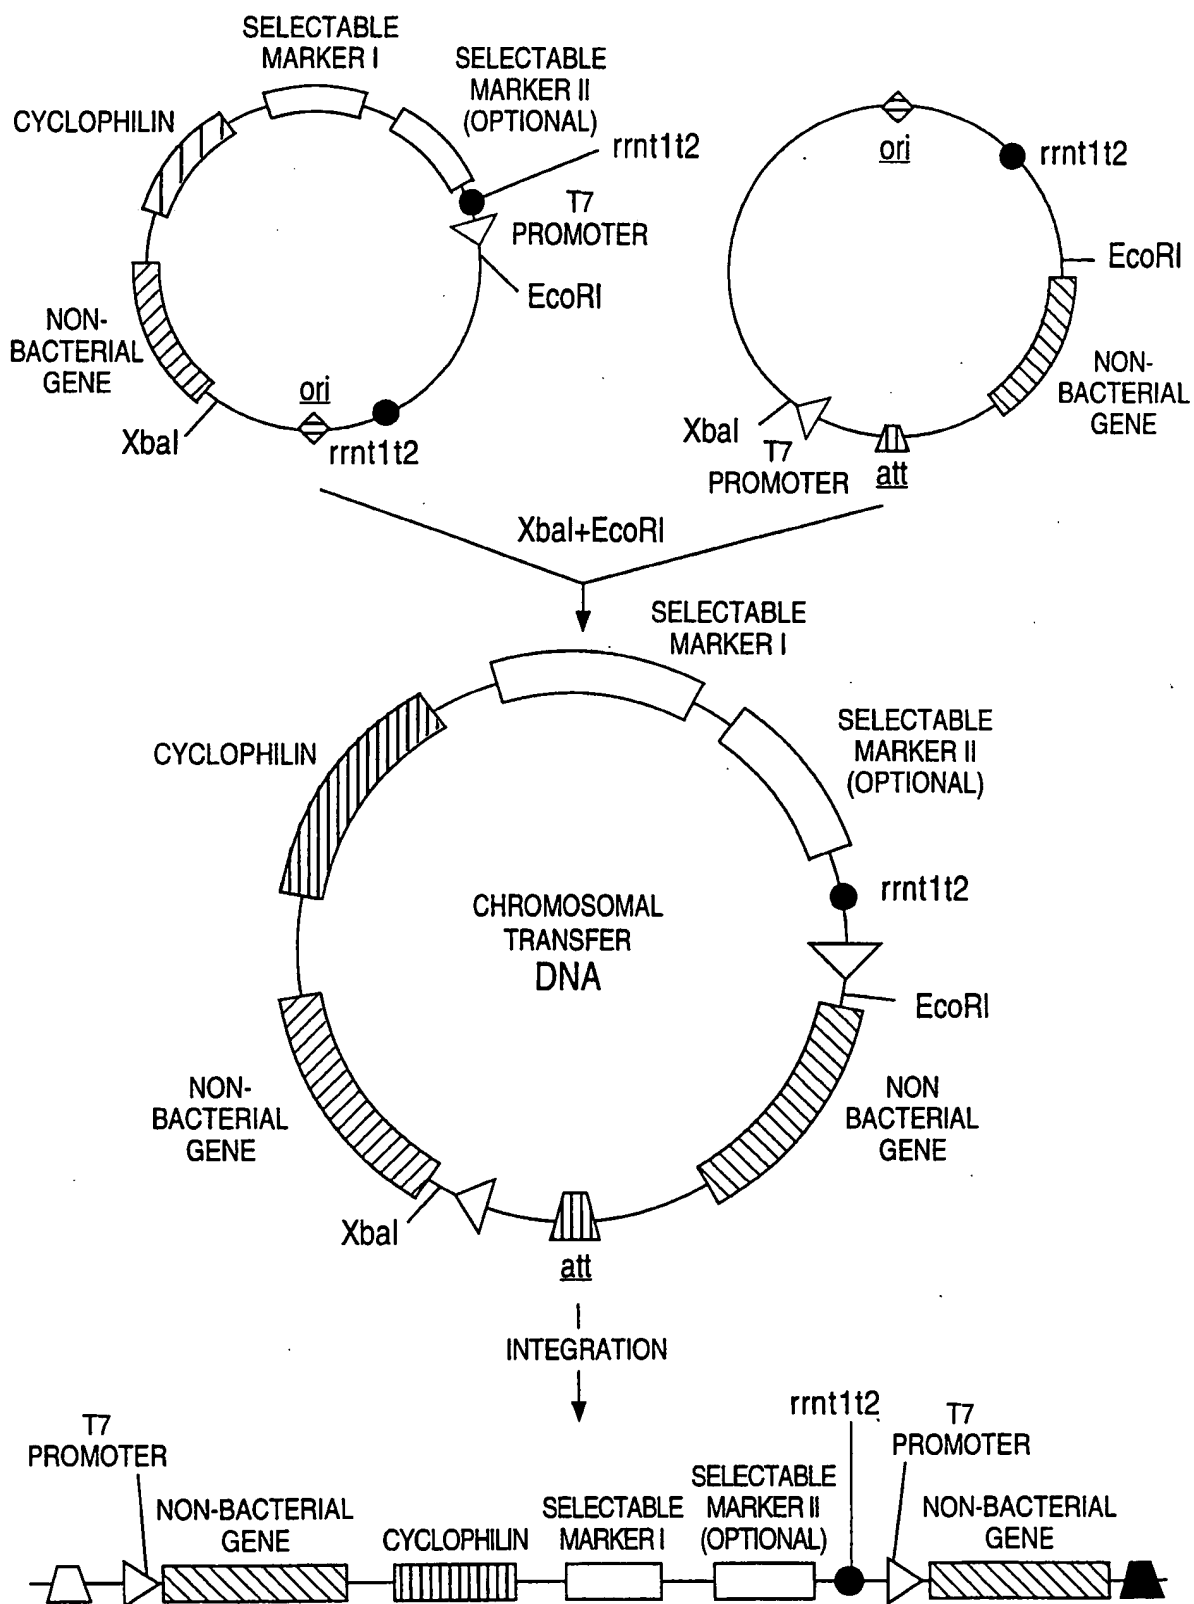 SELECTABLE
MARKER I
SELECTABLE
MARKER II
(OPTIONAL)
CYCLOPHILIN
rrnt1t2
T7
PROMOTER
EcoRI
NON-
BACTERIAL
GENE
ori
XbaI
rrnt1t2
ori
rrnt1t2
EcoRI
NON-
BACTERIAL
GENE
XbaI
T7
PROMOTER
att
XbaI+EcoRI
SELECTABLE
MARKER I
SELECTABLE
MARKER II
(OPTIONAL)
CYCLOPHILIN
rrnt1t2
CHROMOSOMAL
TRANSFER
DNA
EcoRI
NON-
BACTERIAL
GENE
NON
BACTERIAL
GENE
XbaI
att
INTEGRATION
T7
PROMOTER
NON-BACTERIAL
GENE
CYCLOPHILIN
SELECTABLE
MARKER I
SELECTABLE
MARKER II
(OPTIONAL)
rrnt1t2
T7
PROMOTER
NON-BACTERIAL
GENE